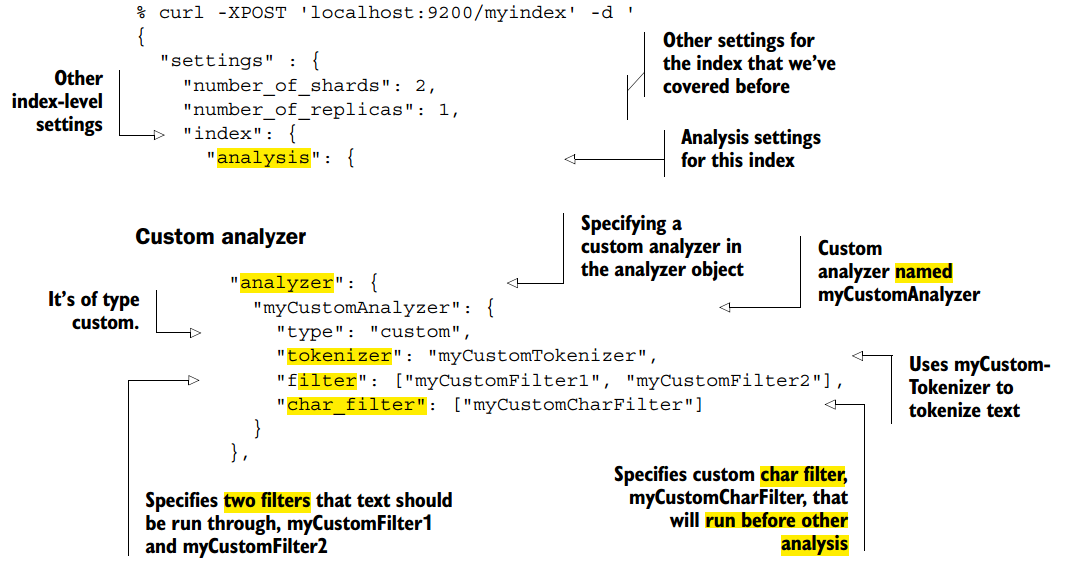 % curl -XPOST 'localhost:9200/myindex' -d '
{
"settings" : {
"number_of_shards": 2,
"number_of_replicas": 1,
"index": {
"analysis": {
Other
index-level
settings
Other settings for
the index that we've
covered before
Analysis settings
for this index
Custom analyzer
Specifying a
custom analyzer in
the analyzer object
Custom
analyzer named
myCustomAnalyzer
It's of type
custom.
"analyzer": {
"myCustomAnalyzer": {
"type": "custom",
"tokenizer": "myCustomTokenizer",
"filter": ["myCustomFilter1", "myCustomFilter2"],
"char_filter": ["myCustomCharFilter"]
}
},
Uses myCustom-
Tokenizer to
tokenize text
Specifies two filters that text should
be run through, myCustomFilter1
and myCustomFilter2
Specifies custom char filter,
myCustomCharFilter, that
will run before other
analysis